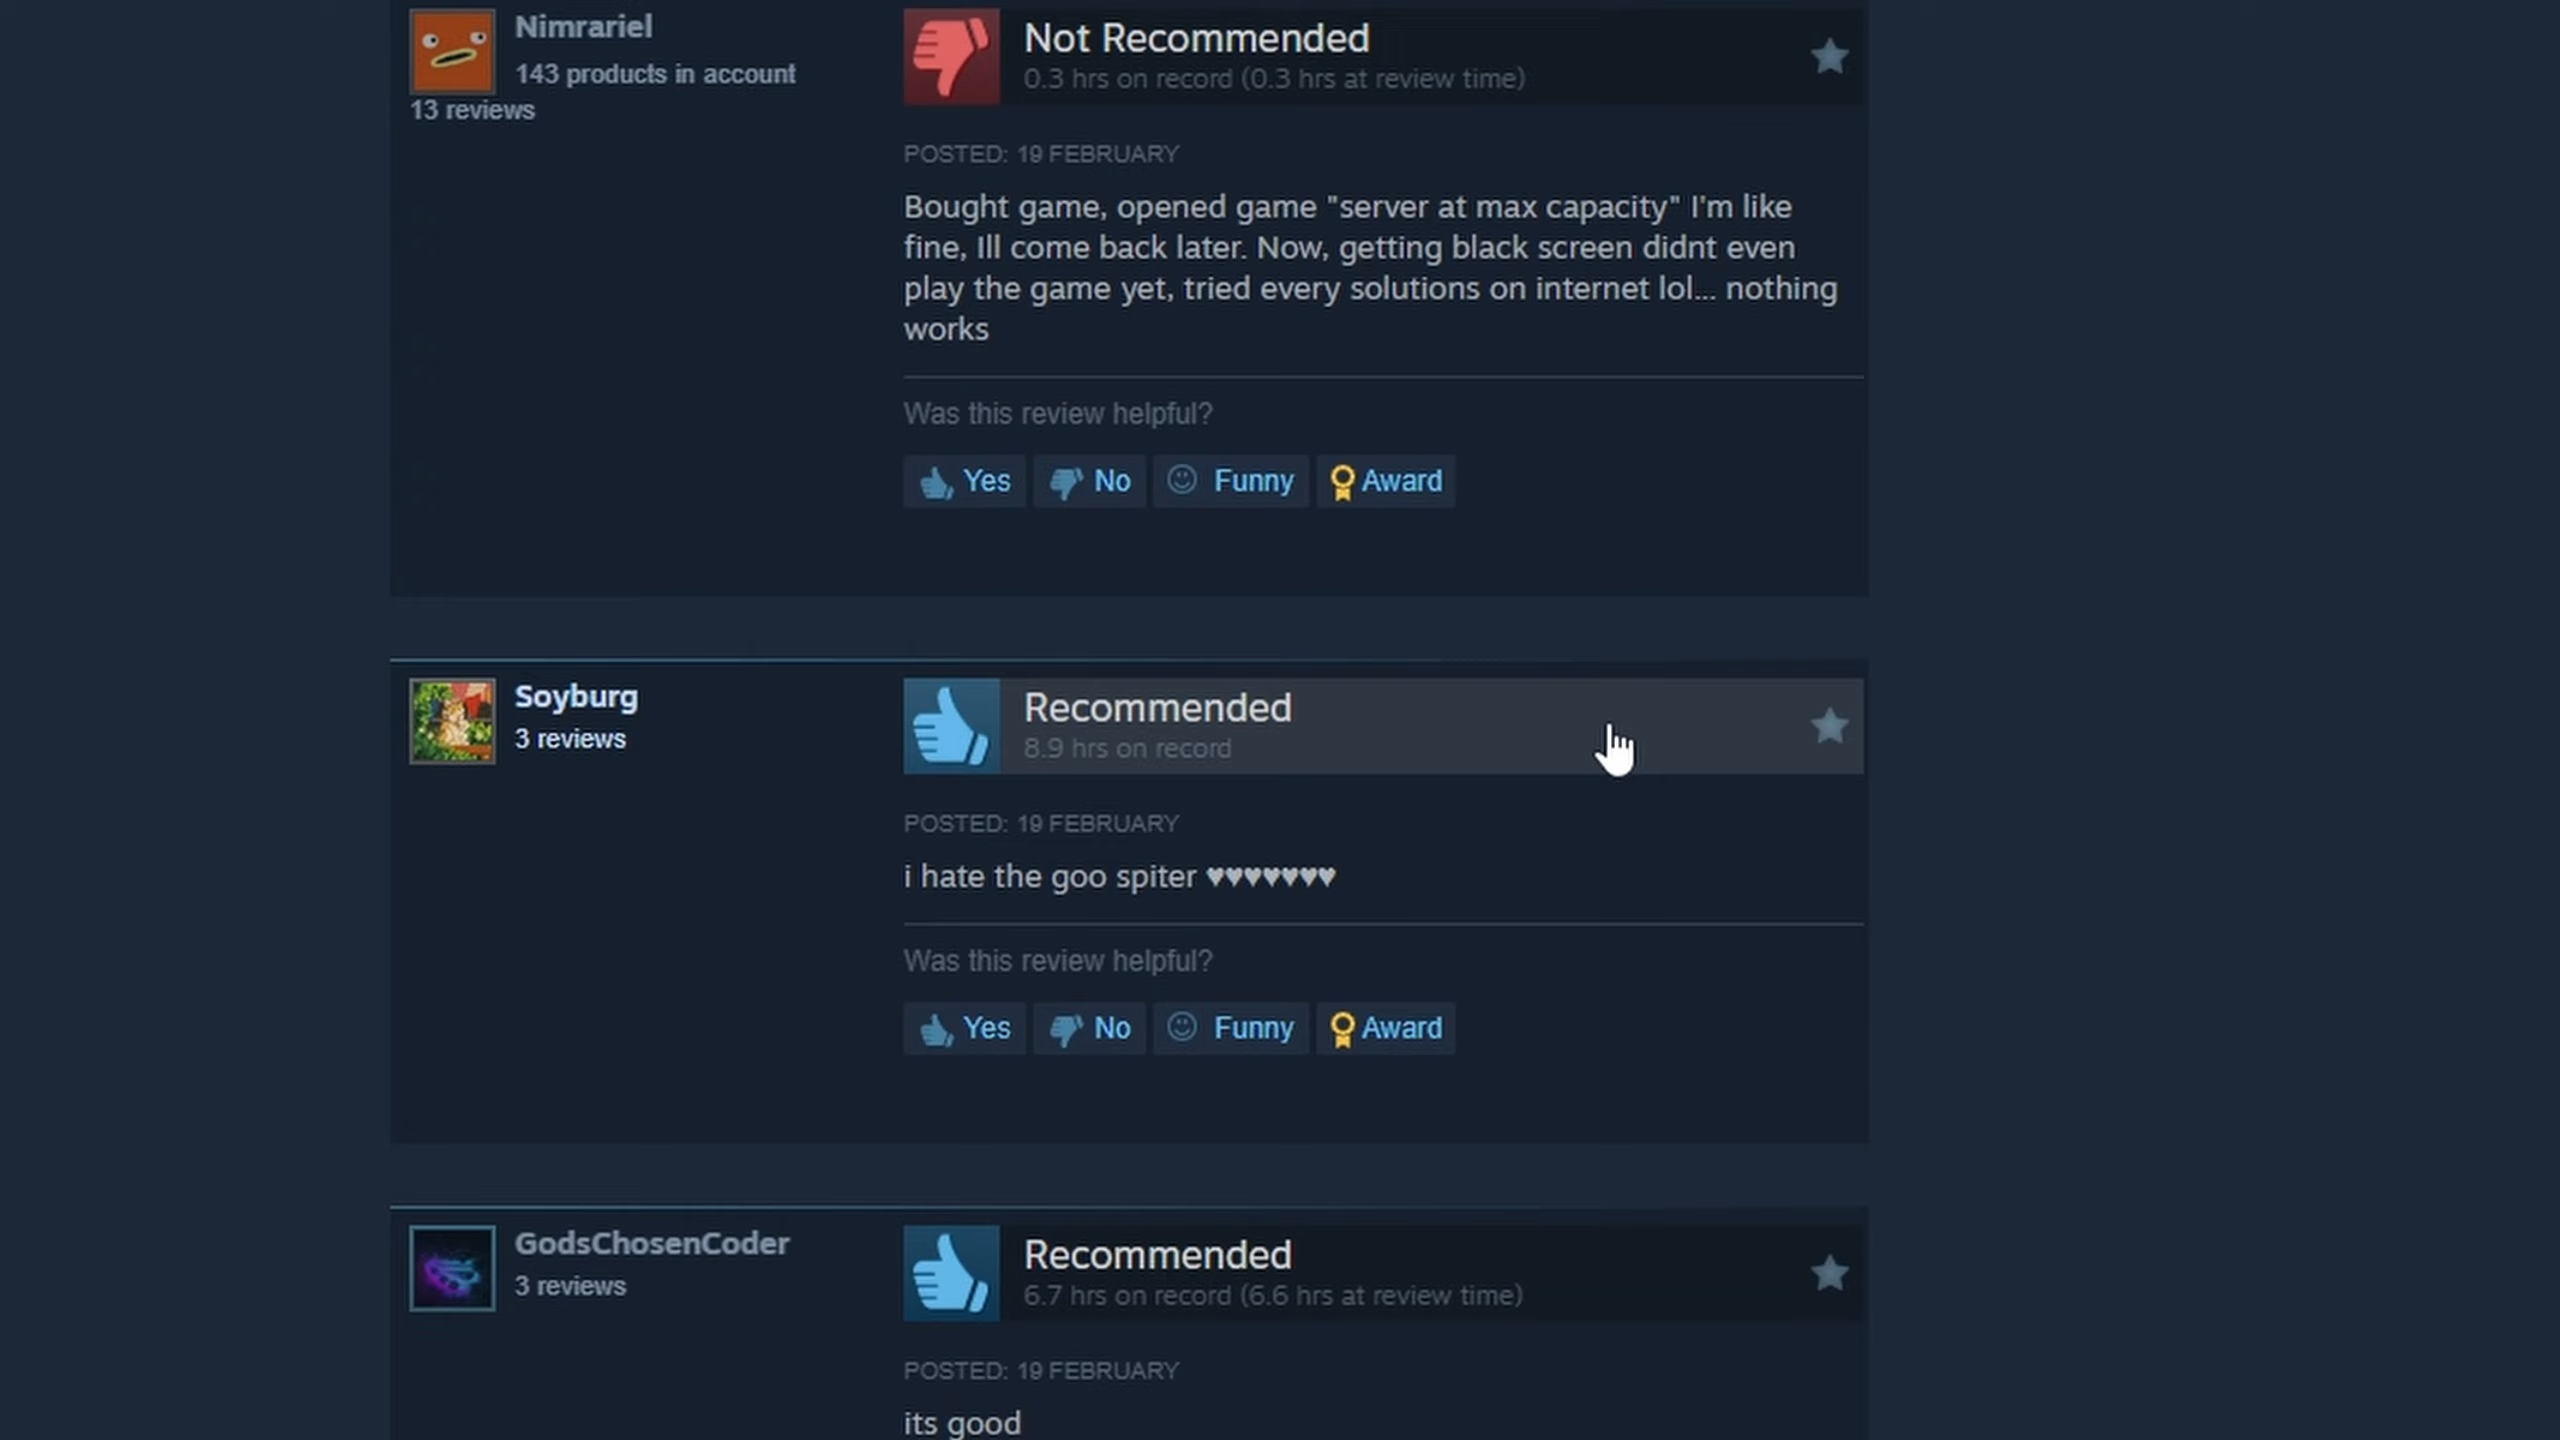 Nimrariel
143 products in account
13 reviews
Not Recommended
0.3 hrs on record (0.3 hrs at review time)
POSTED: 19 FEBRUARY
Bought game, opened game "server at max capacity" I'm like
fine, Ill come back later. Now, getting black screen didnt even
play the game yet, tried every solutions on internet lol... nothing
works
Was this review helpful?
Yes No Funny Award
Soyburg
3 reviews
Recommended
8.9 hrs on record
POSTED: 19 FEBRUARY
i hate the goo spiter ♥♥♥♥♥♥♥
Was this review helpful?
Yes No Funny Award
GodsChosenCoder
3 reviews
Recommended
6.7 hrs on record (6.6 hrs at review time)
POSTED: 19 FEBRUARY
its good